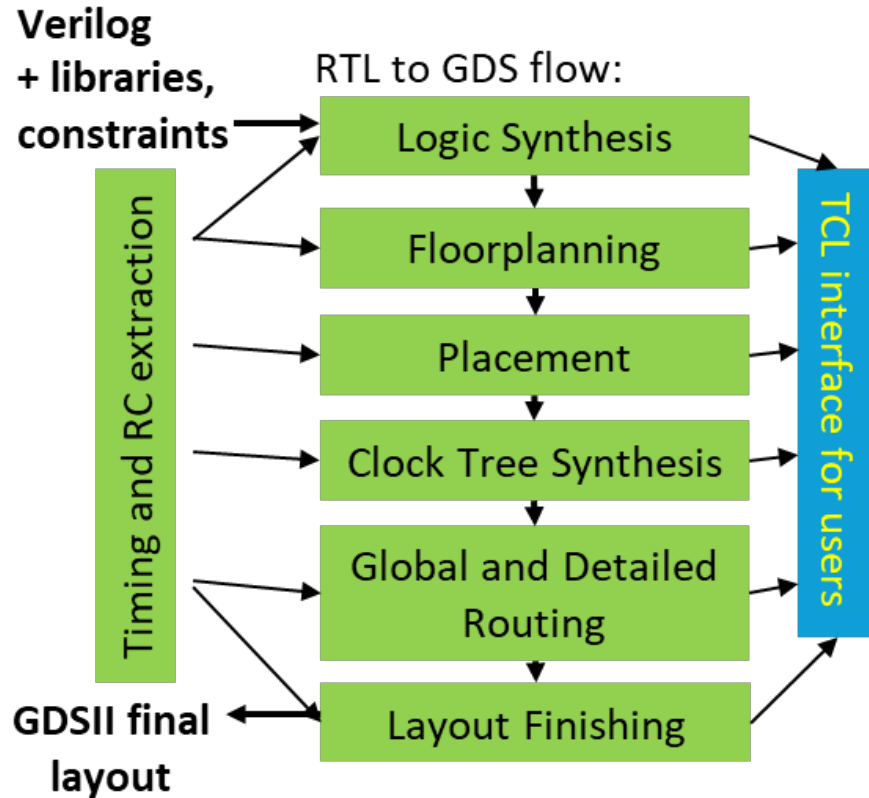 Verilog
+ libraries,
constraints
RTL to GDS flow:
Logic Synthesis
Floorplanning
Placement
Clock Tree Synthesis
Global and Detailed
Routing
Layout Finishing
Timing and RC extraction
TCL interface for users
GDSII final
layout